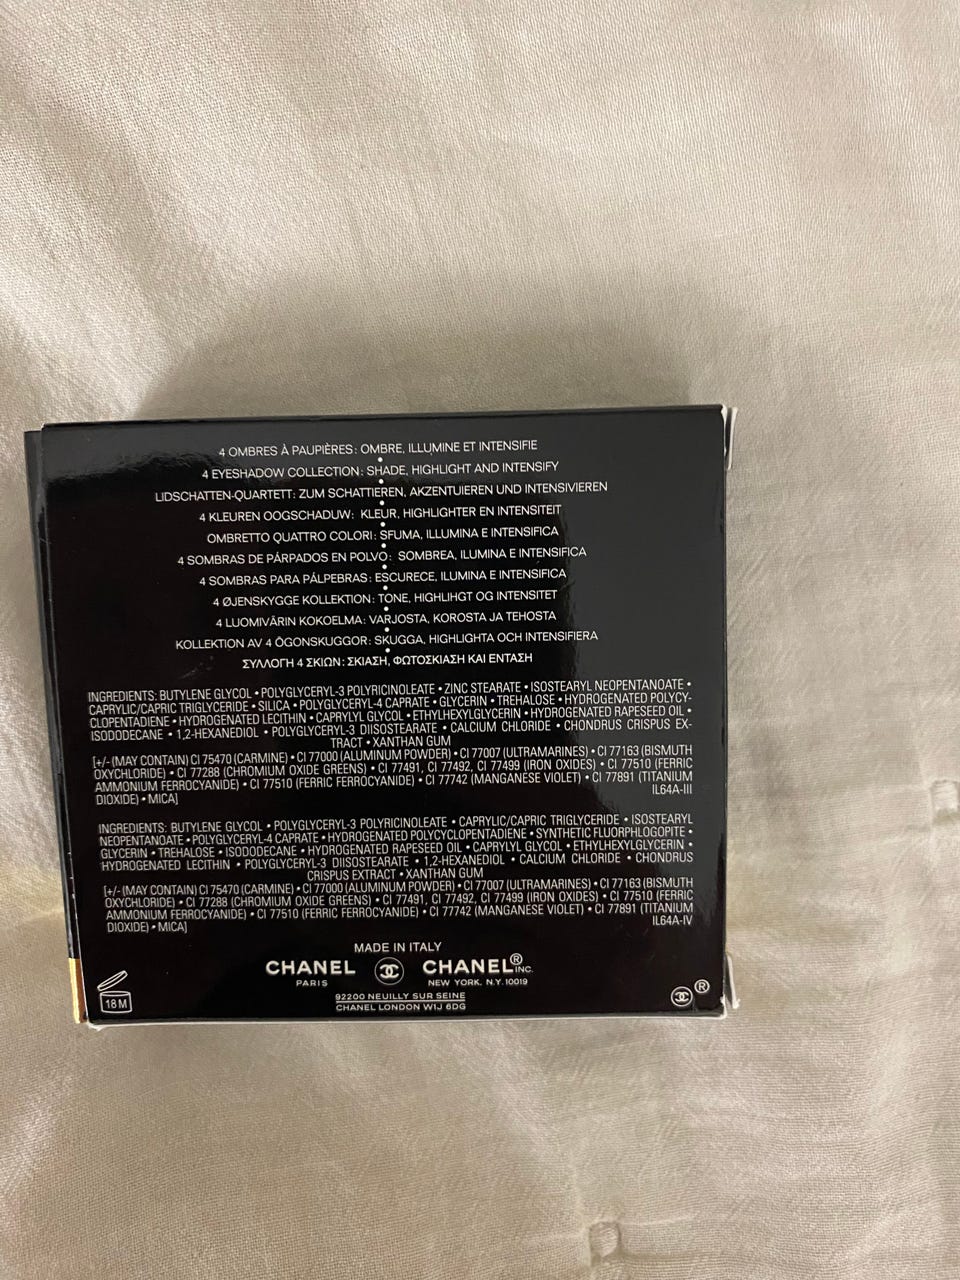 4 OMBRES À PAUPIÈRES: OMBRE, ILLUMINE ET INTENSIFIE
4 EYESHADOW COLLECTION: SHADE, HIGHLIGHT AND INTENSIFY
LIDSCHATTEN-QUARTETT: ZUM SCHATTIEREN, AKZENTUIEREN UND INTENSIVIEREN
4 KLEUREN OOGSCHADUW: KLEUR, HIGHLIGHTER EN INTENSITEIT
OMBRETTO QUATTRO COLORI: SFUMA, ILLUMINA E INTENSIFICA
4 SOMBRAS DE PÁRPADOS EN POLVO: SOMBREA, ILUMINA E INTENSIFICA
4 SOMBRAS PARA PÁLPEBRAS: ESCURECE, ILUMINA E INTENSIFICA
4 ØJENSKYGGE KOLLEKTION: TONE, HIGHLIHGT OG INTENSITET
4 LUOMIVÄRIN KOKOELMA: VARJOSTA, KOROSTA JA TEHOSTA
KOLLEKTION AV 4 ÖGONSKUGGOR: SKUGGA, HIGHLIGHTA OCH INTENSIFIERA
ΣΥΛΛΟΓΗ 4 ΣΚΙΩΝ: ΣΚΙΑΣΗ, ΦΩΤΟΣΚΙΑΣΗ ΚΑΙ ΕΝΤΑΣΗ
INGREDIENTS: BUTYLENE GLYCOL • POLYGLYCERYL-3 POLYRICINOLEATE • ZINC STEARATE • ISOSTEARYL NEOPENTANOATE •
CAPRYLIC/CAPRIC TRIGLYCERIDE • SILICA • POLYGLYCERYL-4 CAPRATE • GLYCERIN • TREHALOSE • HYDROGENATED POLYCY-
CLOPENTADIENE • HYDROGENATED LECITHIN • CAPRYLYL GLYCOL • ETHYLHEXYLGLYCERIN • HYDROGENATED RAPESEED OIL •
ISODODECANE • 1,2-HEXANEDIOL • POLYGLYCERYL-3 DIISOSTEARATE • CALCIUM CHLORIDE • CHONDRUS CRISPUS EX-
TRACT • XANTHAN GUM
[+/- (MAY CONTAIN) CI 75470 (CARMINE) • CI 77000 (ALUMINUM POWDER) • CI 77007 (ULTRAMARINES) • CI 77163 (BISMUTH
OXYCHLORIDE) • CI 77288 (CHROMIUM OXIDE GREENS) • CI 77491, CI 77492, CI 77499 (IRON OXIDES) • CI 77510 (FERRIC
AMMONIUM FERROCYANIDE) • CI 77510 (FERRIC FERROCYANIDE) • CI 77742 (MANGANESE VIOLET) • CI 77891 (TITANIUM
DIOXIDE) • MICA] IL64A-III
INGREDIENTS: BUTYLENE GLYCOL • POLYGLYCERYL-3 POLYRICINOLEATE • CAPRYLIC/CAPRIC TRIGLYCERIDE • ISOSTEARYL
NEOPENTANOATE • POLYGLYCERYL-4 CAPRATE • HYDROGENATED POLYCYCLOPENTADIENE • SYNTHETIC FLUORPHLOGOPITE •
GLYCERIN • TREHALOSE • ISODODECANE • HYDROGENATED RAPESEED OIL • CAPRYLYL GLYCOL • ETHYLHEXYLGLYCERIN •
HYDROGENATED LECITHIN • POLYGLYCERYL-3 DIISOSTEARATE • 1,2-HEXANEDIOL • CALCIUM CHLORIDE • CHONDRUS
CRISPUS EXTRACT • XANTHAN GUM
[+/- (MAY CONTAIN) CI 75470 (CARMINE) • CI 77000 (ALUMINUM POWDER) • CI 77007 (ULTRAMARINES) • CI 77163 (BISMUTH
OXYCHLORIDE) • CI 77288 (CHROMIUM OXIDE GREENS) • CI 77491, CI 77492, CI 77499 (IRON OXIDES) • CI 77510 (FERRIC
AMMONIUM FERROCYANIDE) • CI 77510 (FERRIC FERROCYANIDE) • CI 77742 (MANGANESE VIOLET) • CI 77891 (TITANIUM
DIOXIDE) • MICA] IL64A-IV
MADE IN ITALY
CHANEL CHANEL® INC.
PARIS NEW YORK, N.Y. 10019
92200 NEUILLY SUR SEINE
CHANEL LONDON W1J 6DG
18 M
®